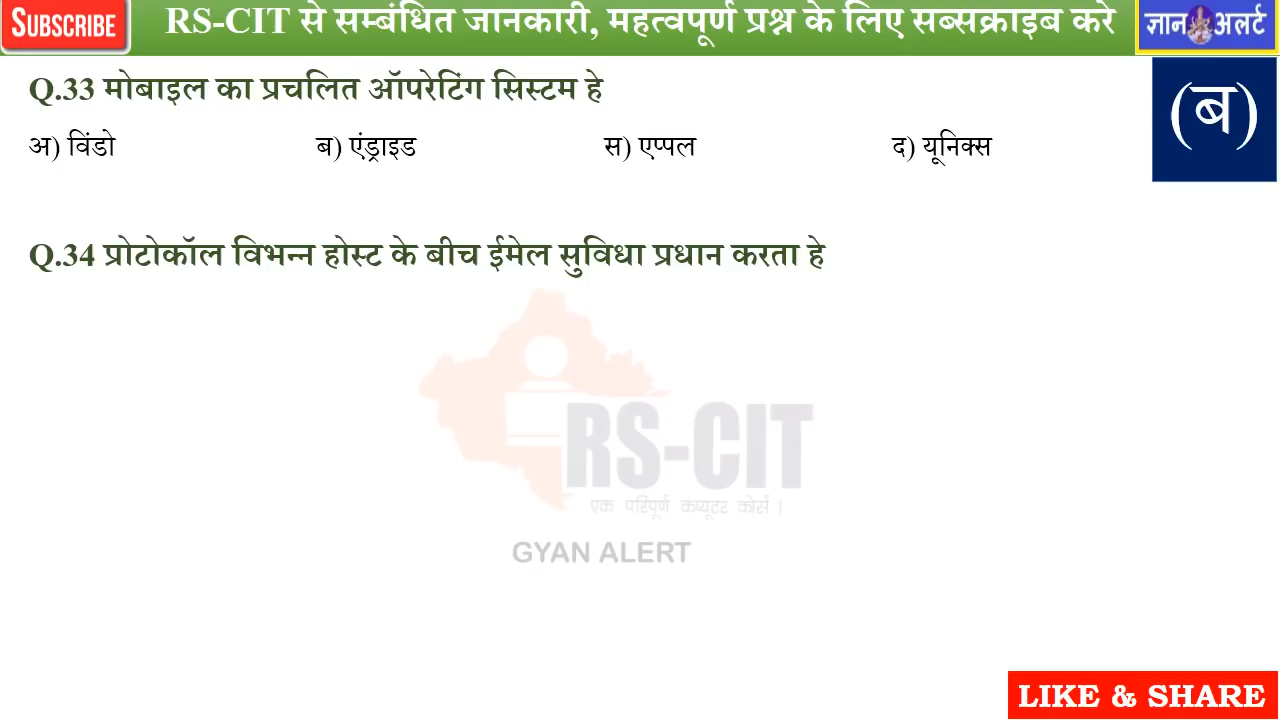 SUBSCRIBE
RS-CIT से सम्बंधित जानकारी, महत्वपूर्ण प्रश्न के लिए सब्सक्राइब करे
ज्ञान अलर्ट
Q.33 मोबाइल का प्रचलित ऑपरेटिंग सिस्टम हे
(ब)
अ) विंडो ब) एंड्राइड स) एप्पल द) यूनिक्स
Q.34 प्रोटोकॉल विभन्न होस्ट के बीच ईमेल सुविधा प्रधान करता हे
RS-CIT
एक परिपूर्ण कंप्यूटर कोर्स।
GYAN ALERT
LIKE & SHARE